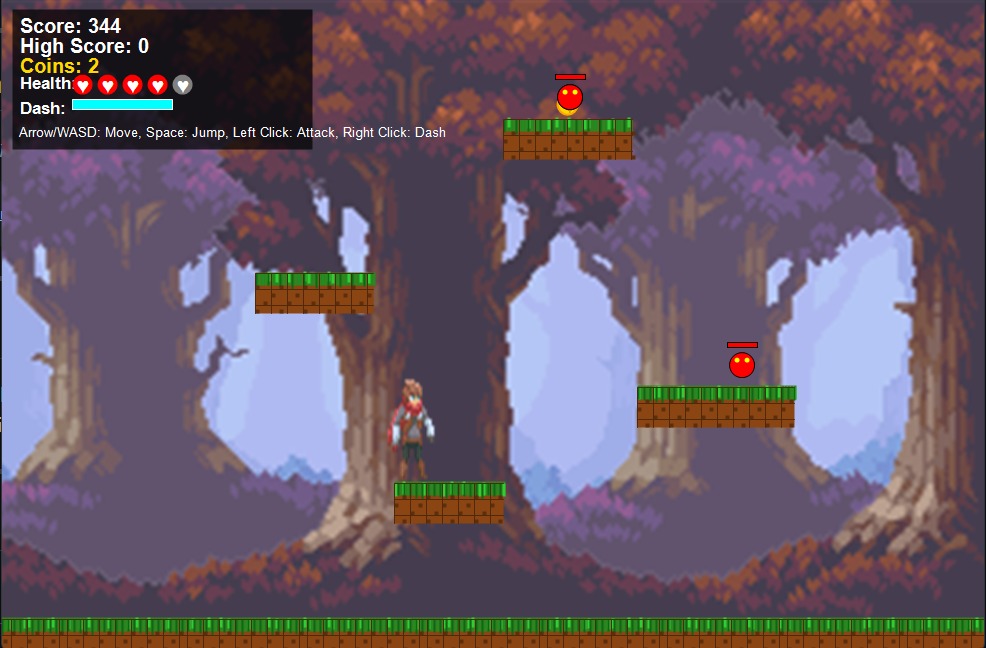 Score: 344
High Score: 0
Coins: 2
Health:
Dash:
Arrow/WASD: Move, Space: Jump, Left Click: Attack, Right Click: Dash